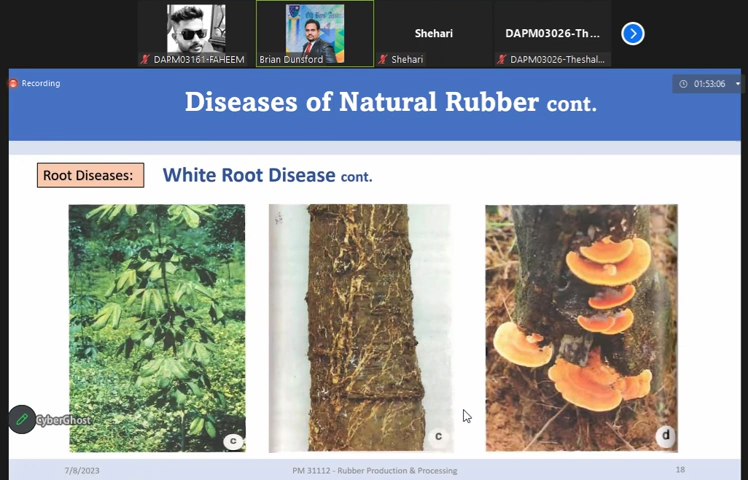 DARM03161-FAHEEM
Brian Dunsford
Shehari
Shehari
DAPM03026-Th...
DAPM03026-Theshal...
Recording
01:53:06
Diseases of Natural Rubber cont.
Root Diseases:
White Root Disease cont.
c
c
d
CyberGhost
7/8/2023
PM 31112 - Rubber Production & Processing
18